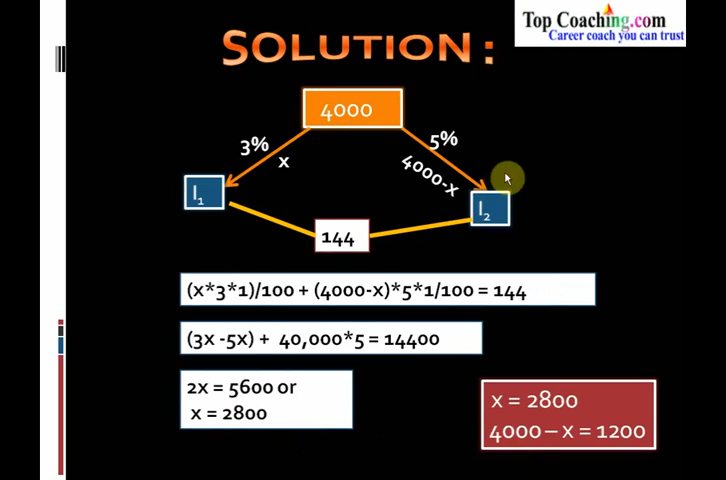 Top Coaching.com
Career coach you can trust
SOLUTION :
4000
3%
x
5%
4000-x
I1
I2
144
(x*3*1)/100 + (4000-x)*5*1/100 = 144
(3x -5x) + 40,000*5 = 14400
2x = 5600 or
x = 2800
x = 2800
4000 – x = 1200